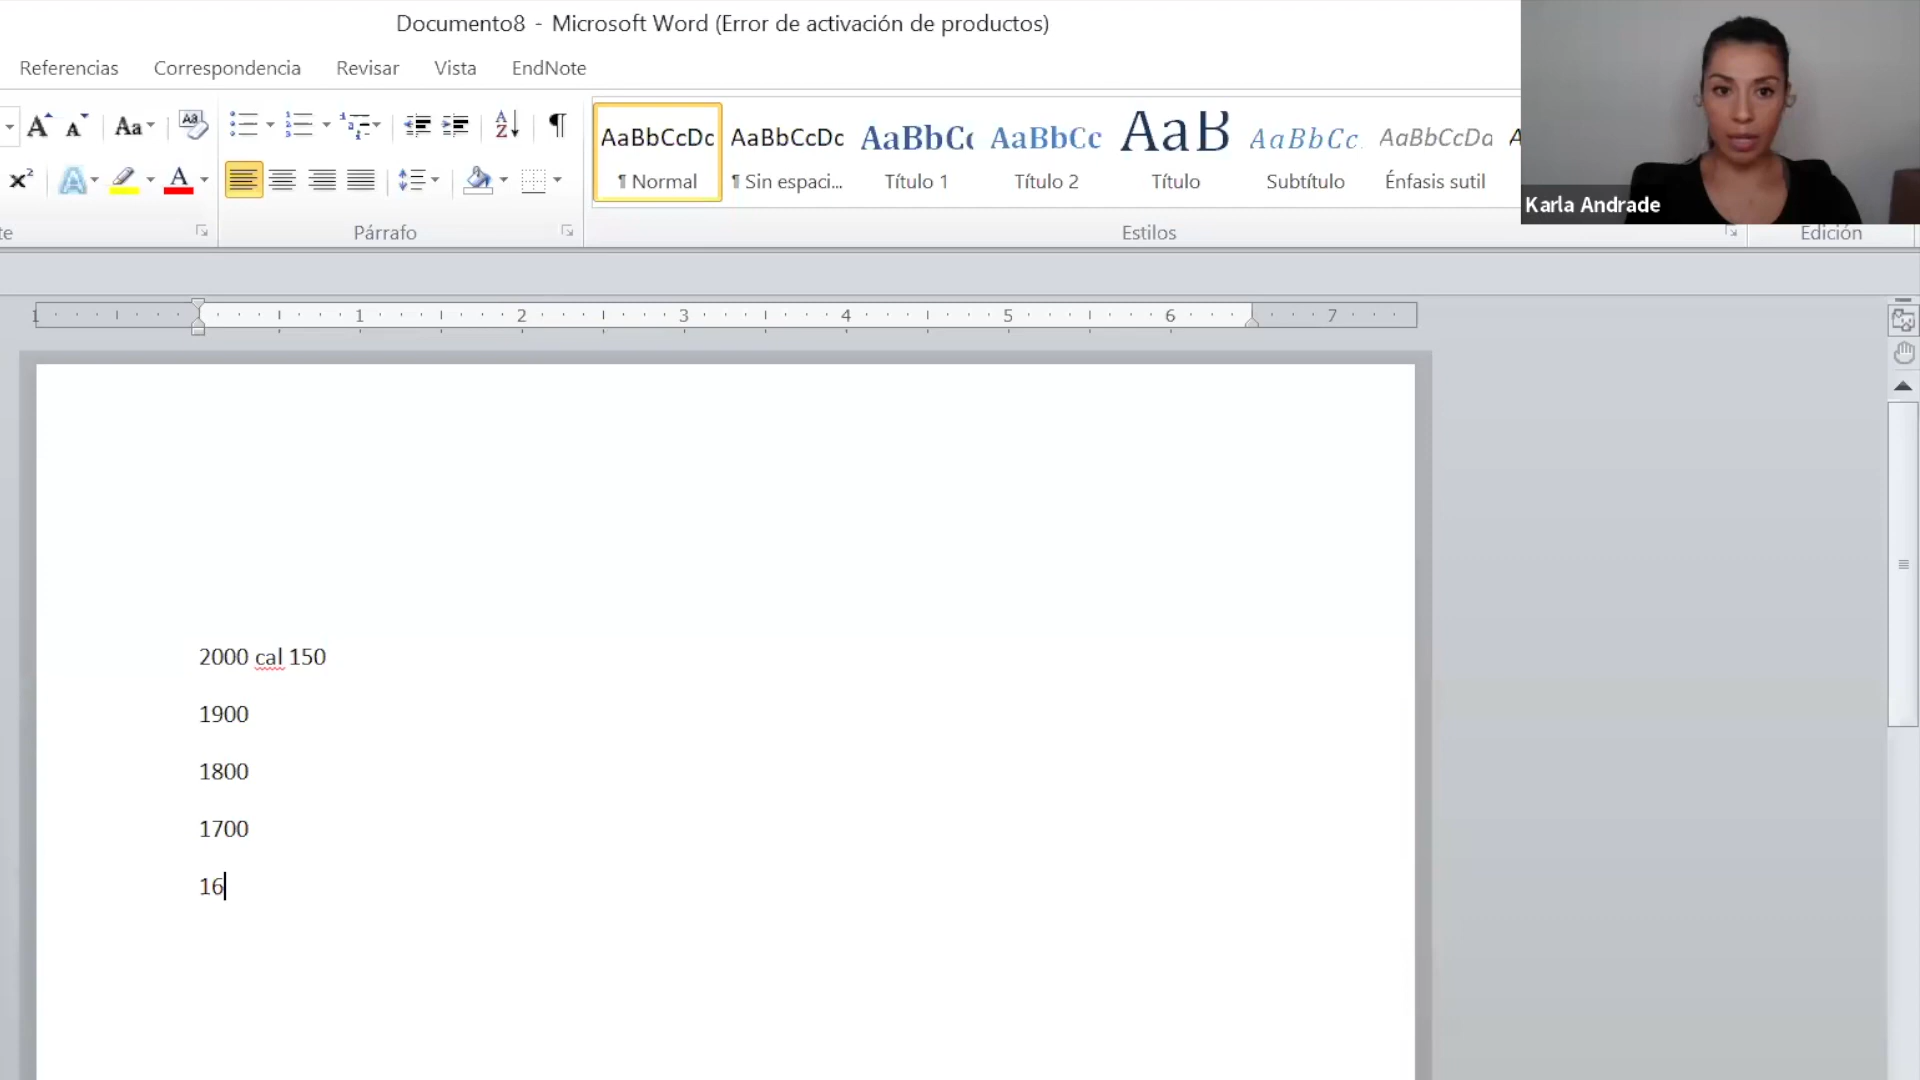 Documento8 - Microsoft Word (Error de activación de productos)
Referencias Correspondencia Revisar Vista EndNote
Aa
AaBbCcDc AaBbCcDc AaBbCc AaBbCc AaB AaBbCc. AaBbCcDa
¶ Normal ¶ Sin espaci... Título 1 Título 2 Título Subtítulo Énfasis sutil
Karla Andrade
Párrafo Estilos Edición
1 1 2 3 4 5 6 7
2000 cal 150
1900
1800
1700
16